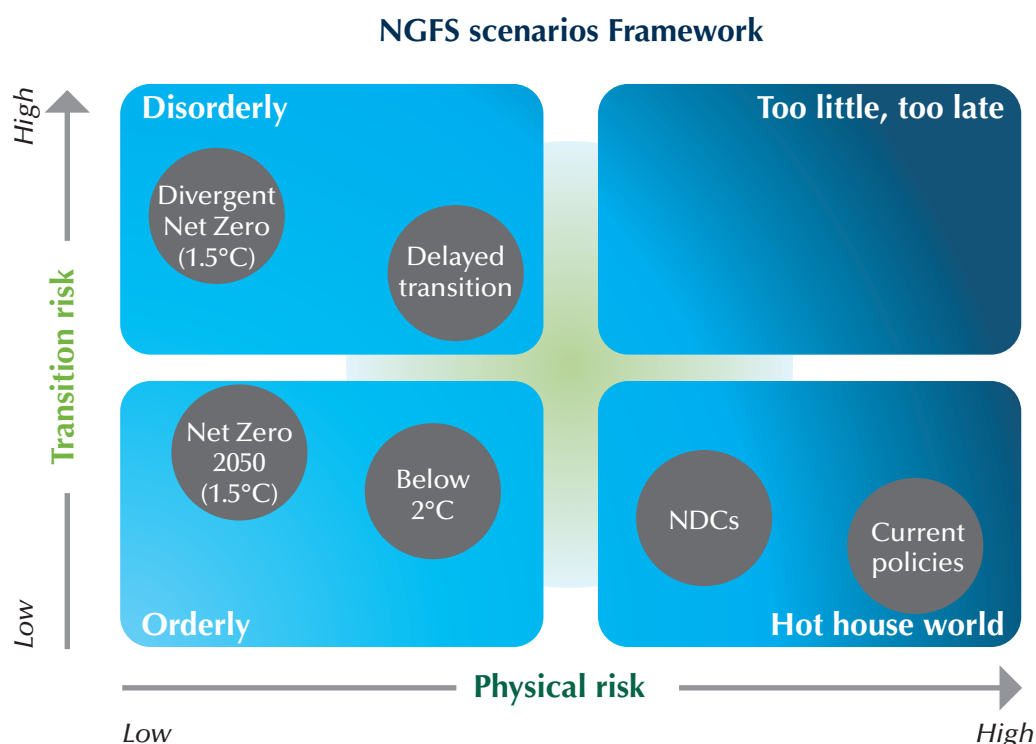 NGFS scenarios Framework
High
Transition risk
Low
Disorderly
Divergent
Net Zero
(1.5°C)
Delayed
transition
Too little, too late
Net Zero
2050
(1.5°C)
Below
2°C
Orderly
NDCs
Current
policies
Hot house world
Physical risk
Low
High